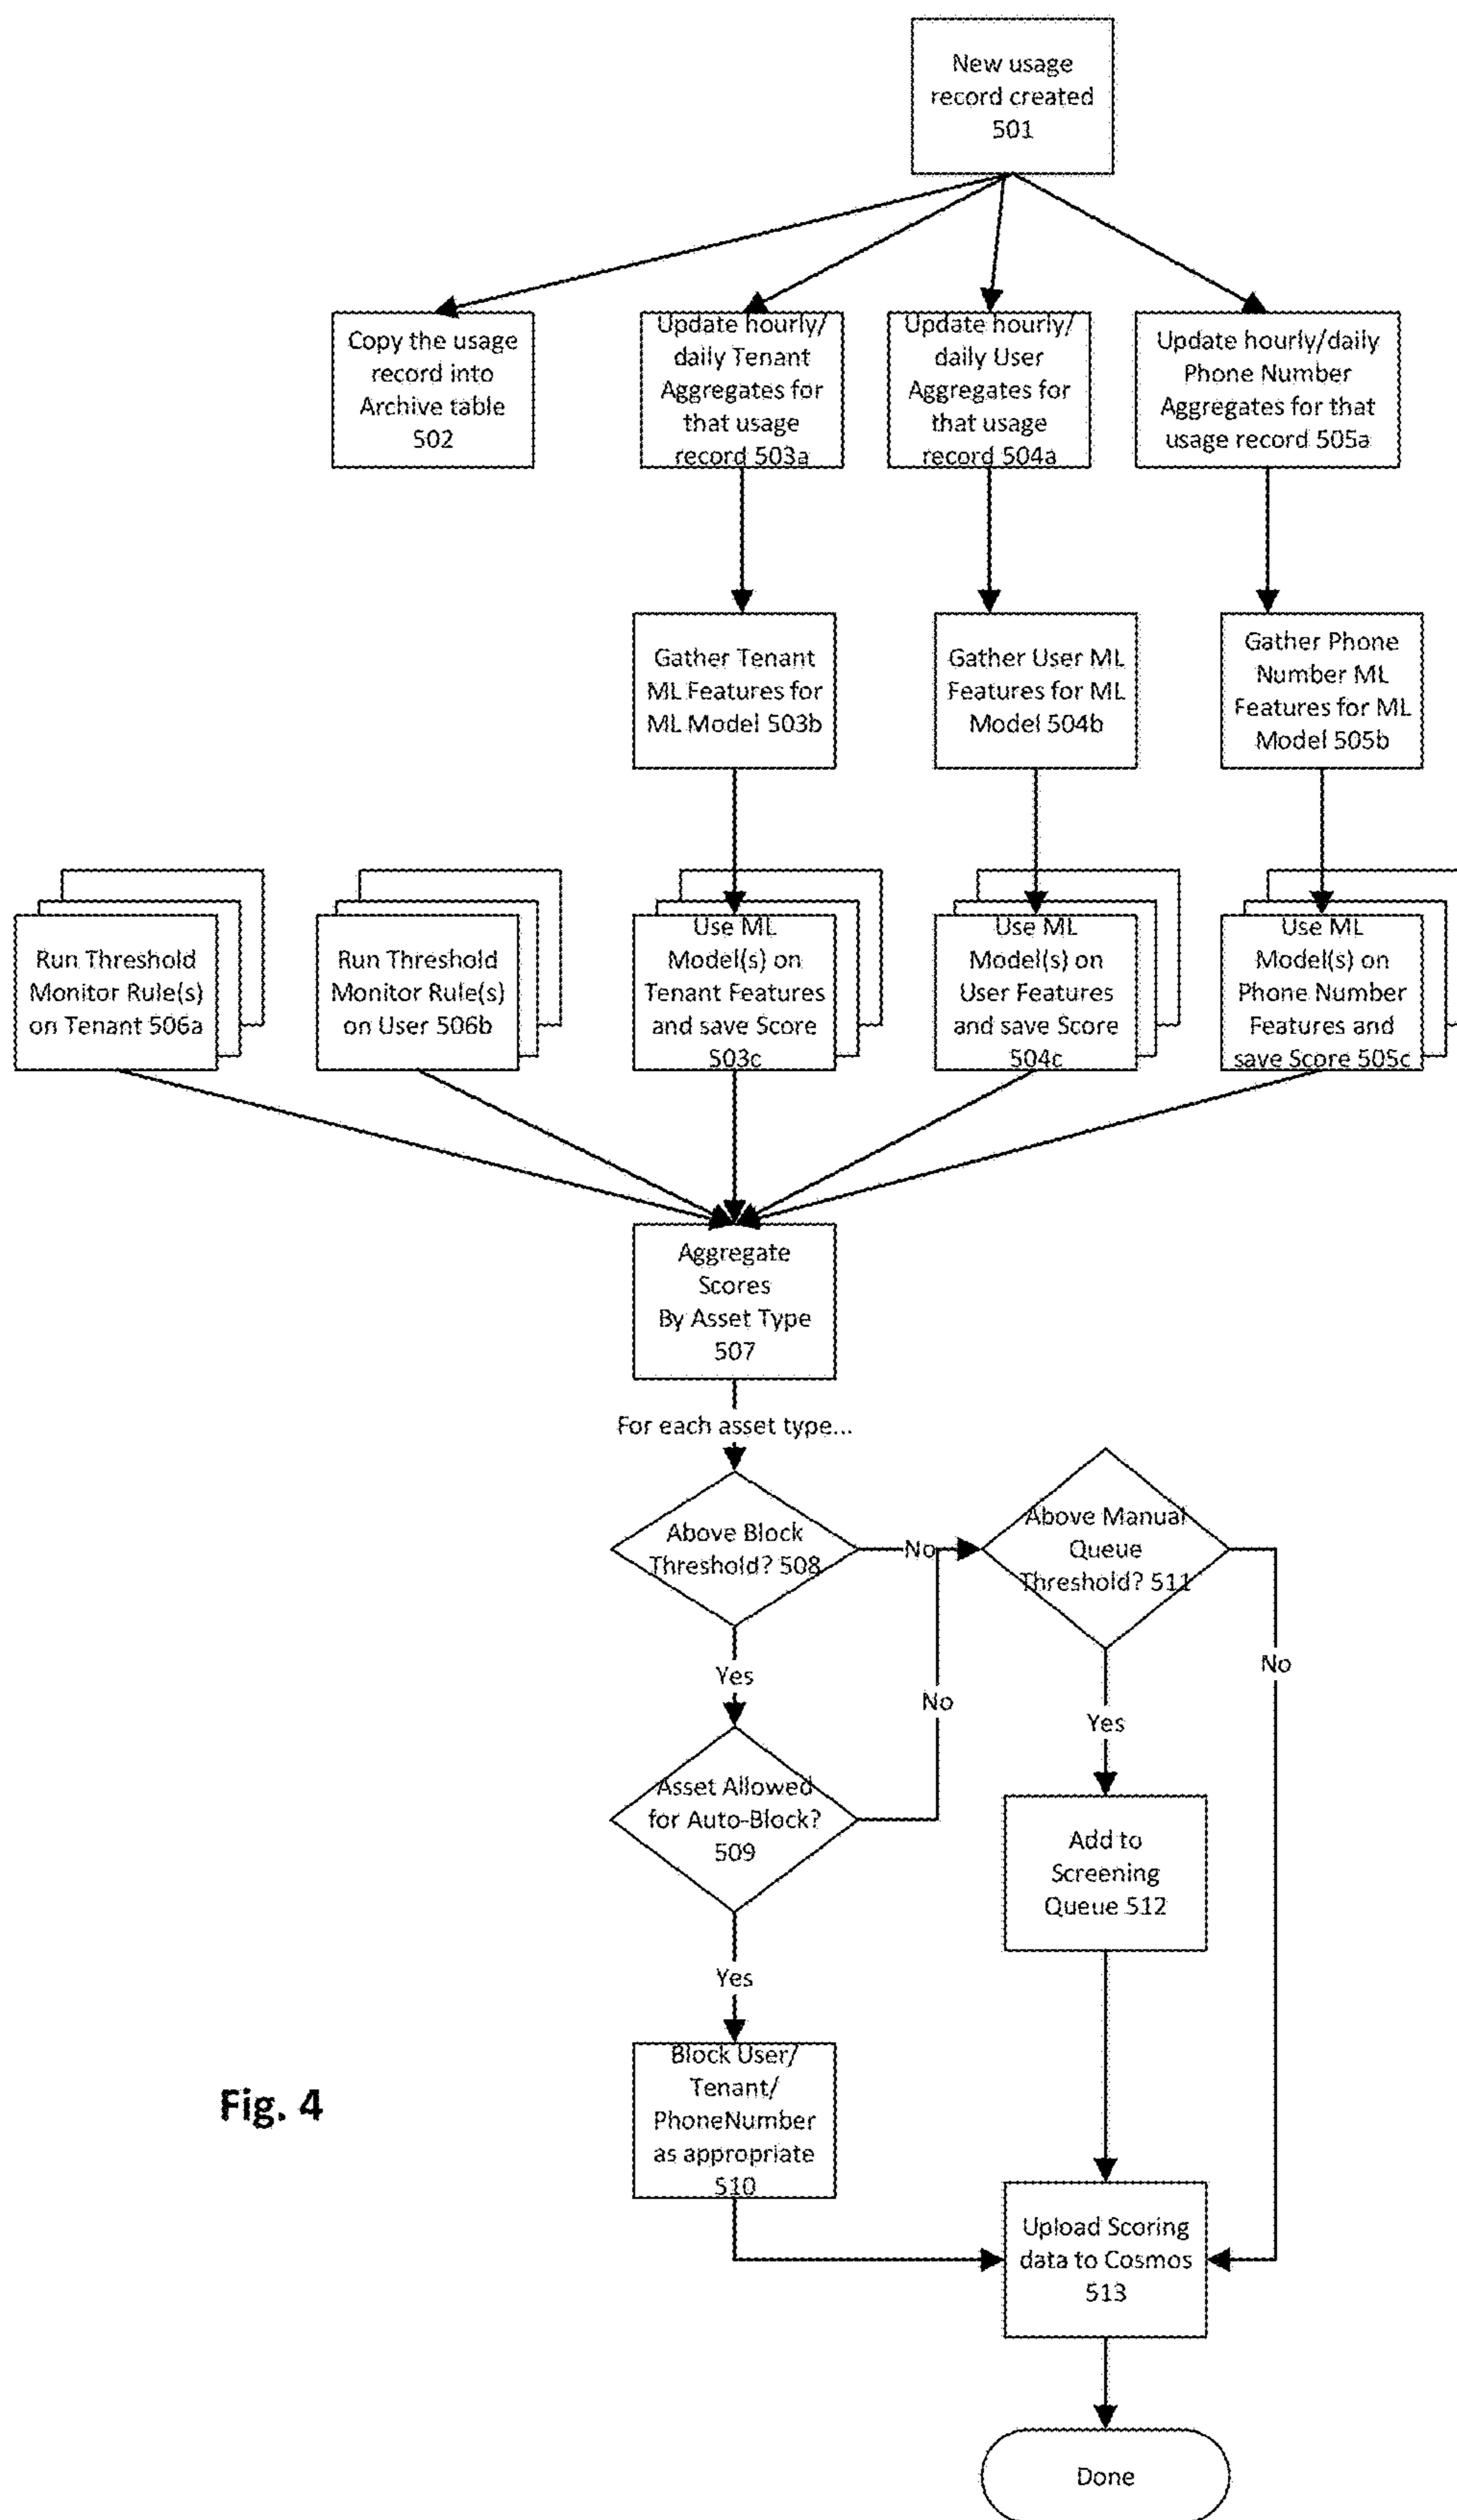 New usage
record created
501
Copy the usage
record into
Archive table
502
Update hourly/
daily Tenant
Aggregates for
that usage
record 503a
Update hourly/
daily User
Aggregates for
that usage
record 504a
Update hourly/daily
Phone Number
Aggregates for that
usage record 505a
Gather Tenant
ML Features for
ML Model 503b
Gather User ML
Features for ML
Model 504b
Gather Phone
Number ML
Features for ML
Model 505b
Run Threshold
Monitor Rule(s)
on Tenant 506a
Run Threshold
Monitor Rule(s)
on User 506b
Use ML
Model(s) on
Tenant Features
and save Score
503c
Use ML
Model(s) on
User Features
and save Score
504c
Use ML
Model(s) on
Phone Number
Features and
save Score 505c
Aggregate
Scores
By Asset Type
507
For each asset type...
Above Block
Threshold? 508
No
Above Manual
Queue
Threshold? 511
Yes
No
Yes
No
Asset Allowed
for Auto-Block?
509
Add to
Screening
Queue 512
Yes
Block User/
Tenant/
PhoneNumber
as appropriate
510
Fig. 4
Upload Scoring
data to Cosmos
513
Done